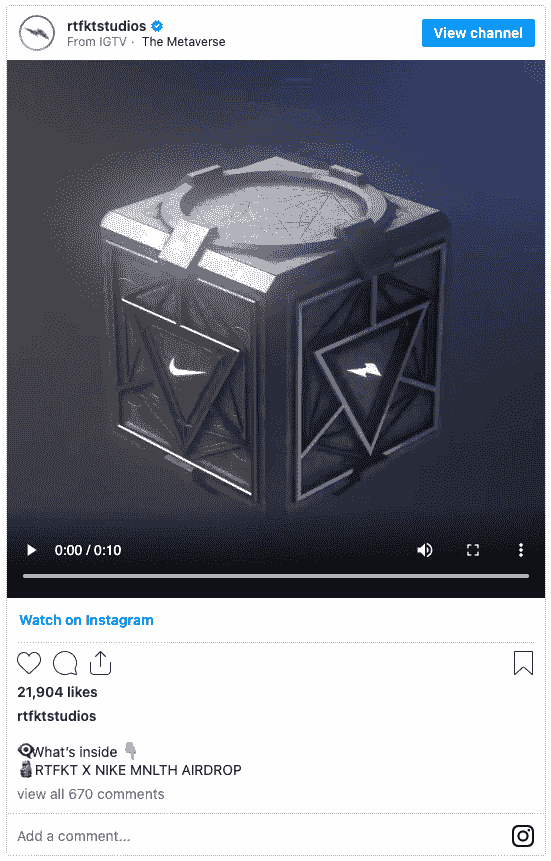 rtfktstudios
From IGTV · The Metaverse
View channel
0:00 / 0:10
Watch on Instagram
21,904 likes
rtfktstudios
👁‍🗨What's inside 👇
🗿RTFKT X NIKE MNLTH AIRDROP
view all 670 comments
Add a comment...